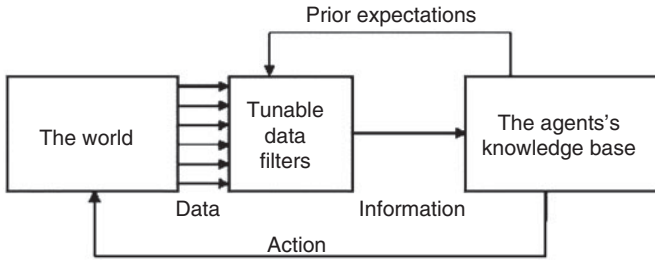 Prior expectations
The world
Tunable
data
filters
The agents's
knowledge base
Data
Information
Action